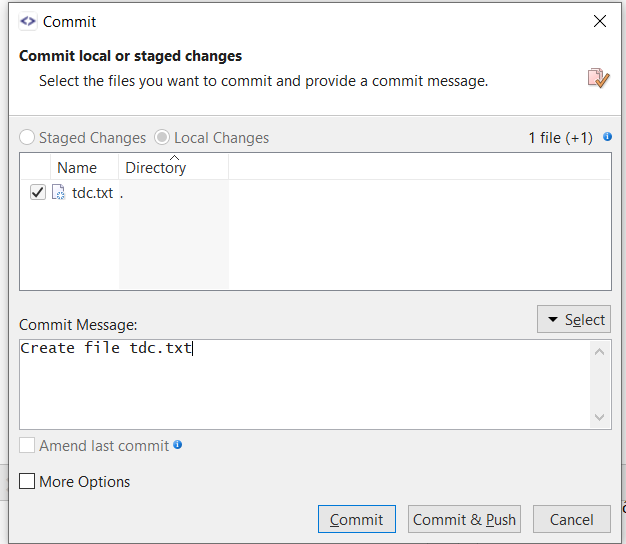 Commit
Commit local or staged changes
Select the files you want to commit and provide a commit message.
Staged Changes Local Changes 1 file (+1)
Name Directory
tdc.txt .
Select
Commit Message:
Create file tdc.txt
Amend last commit
More Options
Commit Commit & Push Cancel